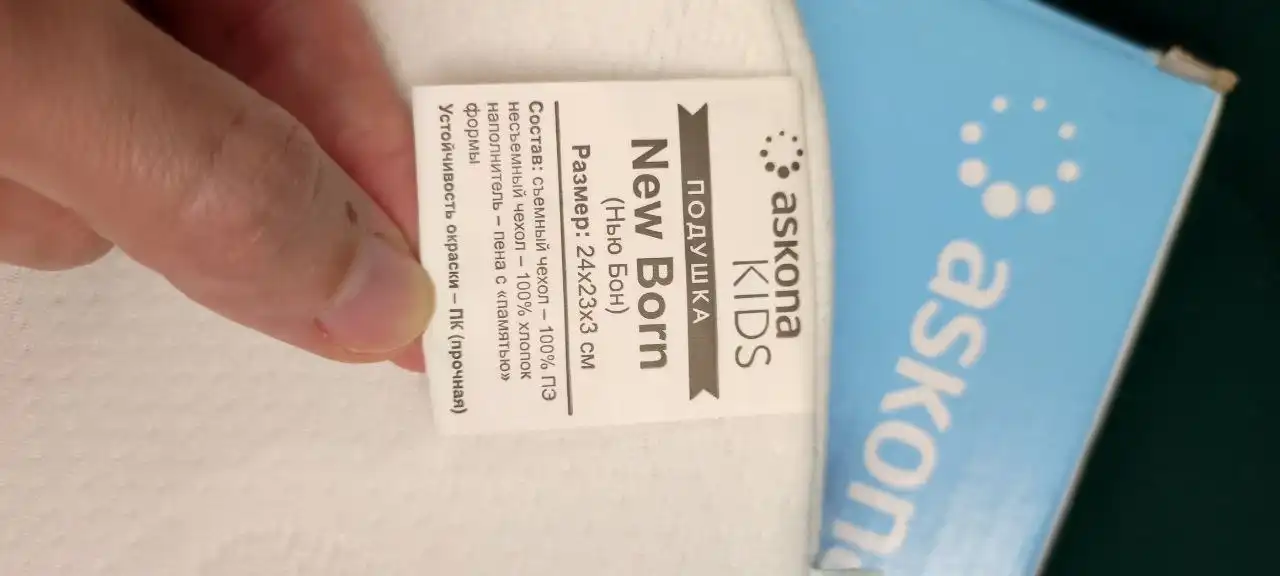 askona
KIDS
ПОДУШКА
New Born
(Нью Бон)
Размер: 24х23х3 см
Состав: съемный чехол – 100% ПЭ
несъемный чехол – 100% хлопок
наполнитель – пена с «памятью»
формы
Устойчивость окраски – ПК (прочная)
askona